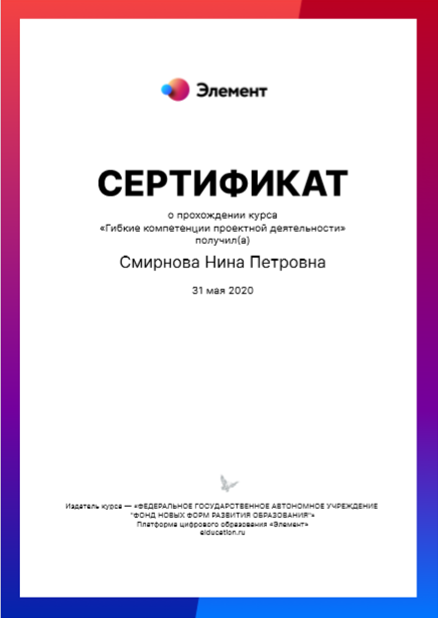 Элемент
СЕРТИФИКАТ
о прохождении курса
«Гибкие компетенции проектной деятельности»
получил(а)
Смирнова Нина Петровна
31 мая 2020
Издатель курса — «ФЕДЕРАЛЬНОЕ ГОСУДАРСТВЕННОЕ АВТОНОМНОЕ УЧРЕЖДЕНИЕ
"ФОНД НОВЫХ ФОРМ РАЗВИТИЯ ОБРАЗОВАНИЯ"»
Платформа цифрового образования «Элемент»
elducation.ru